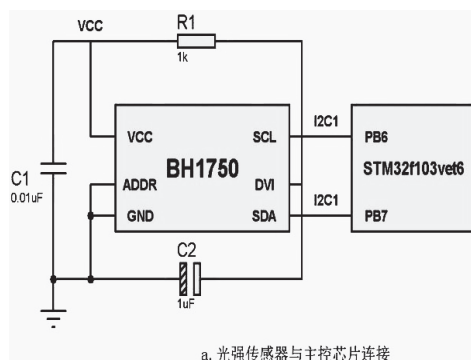 VCC
R1
1k
I2C1
VCC
SCL
PB6
C1
0.01uF
ADDR
BH1750
DVI
STM32f103vet6
GND
SDA
I2C1
PB7
C2
1uF
a. 光强传感器与主控芯片连接